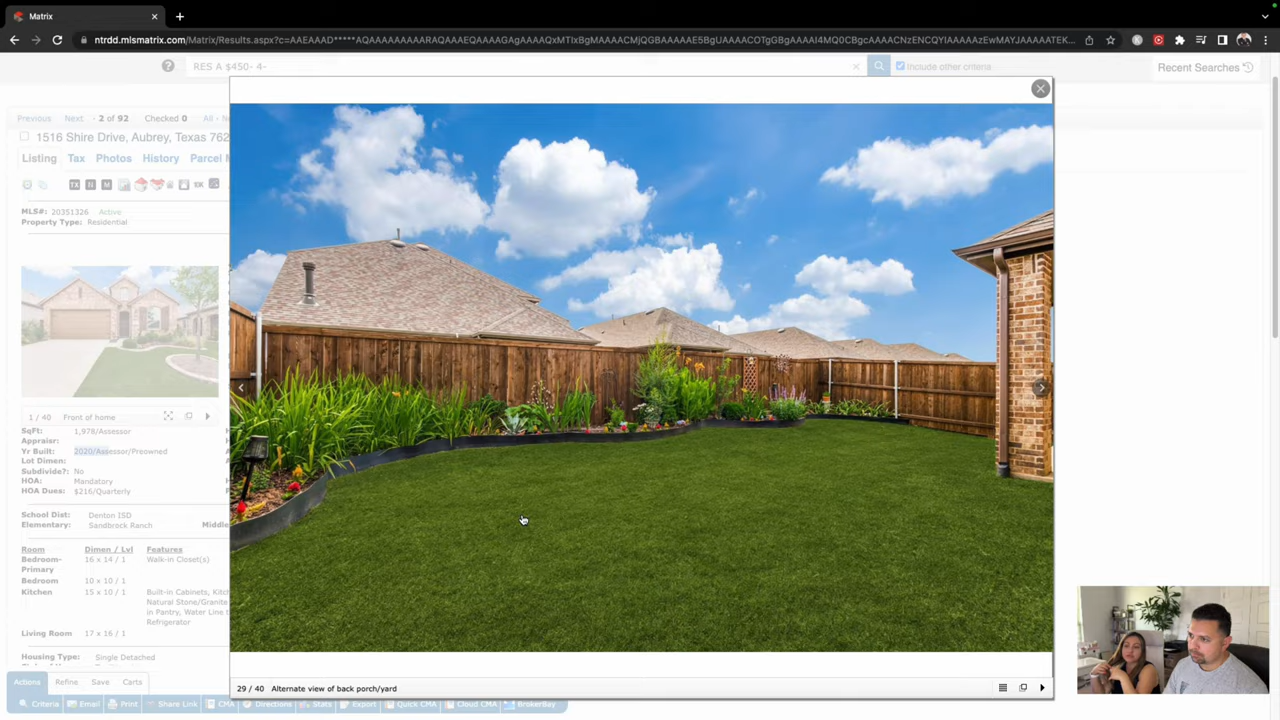 Matrix
ntrdd.mlsmatrix.com/Matrix/Results.aspx?c=AAEAAAD*****AQAAAAAAAAARAQAAAEQAAAAGAgAAAAQxMTIxBgMAAAACMjQGBAAAAAE5BgUAAAACOTgGBgAAAAI4MQ0CBgcAAAACNzENCQYIAAAAAzEwMAYJAAAABTEK...
RES A $450- 4-
Include other criteria
Recent Searches
Previous Next 2 of 92 Checked 0 All
1516 Shire Drive, Aubrey, Texas 762
Listing Tax Photos History Parcel
MLS#: 20351326 Active
Property Type: Residential
1 / 40 Front of home
SqFt: 1,978/Assessor
Appraisr:
Yr Built: 2020/Assessor/Preowned
Lot Dimen:
Subdivide?: No
HOA: Mandatory
HOA Dues: $216/Quarterly
School Dist: Denton ISD
Elementary: Sandbrock Ranch Middle
Room Dimen / Lvl Features
Bedroom-Primary 16 x 14 / 1 Walk-in Closet(s)
Bedroom 10 x 10 / 1
Kitchen 15 x 10 / 1 Built-in Cabinets, Kitc
Natural Stone/Granite
in Pantry, Water Line t
Refrigerator
Living Room 17 x 16 / 1
Housing Type: Single Detached
29 / 40 Alternate view of back porch/yard
Actions Refine Save Carts
Criteria Email Print Share Link CMA Directions Stats Export Quick CMA Cloud CMA BrokerBay